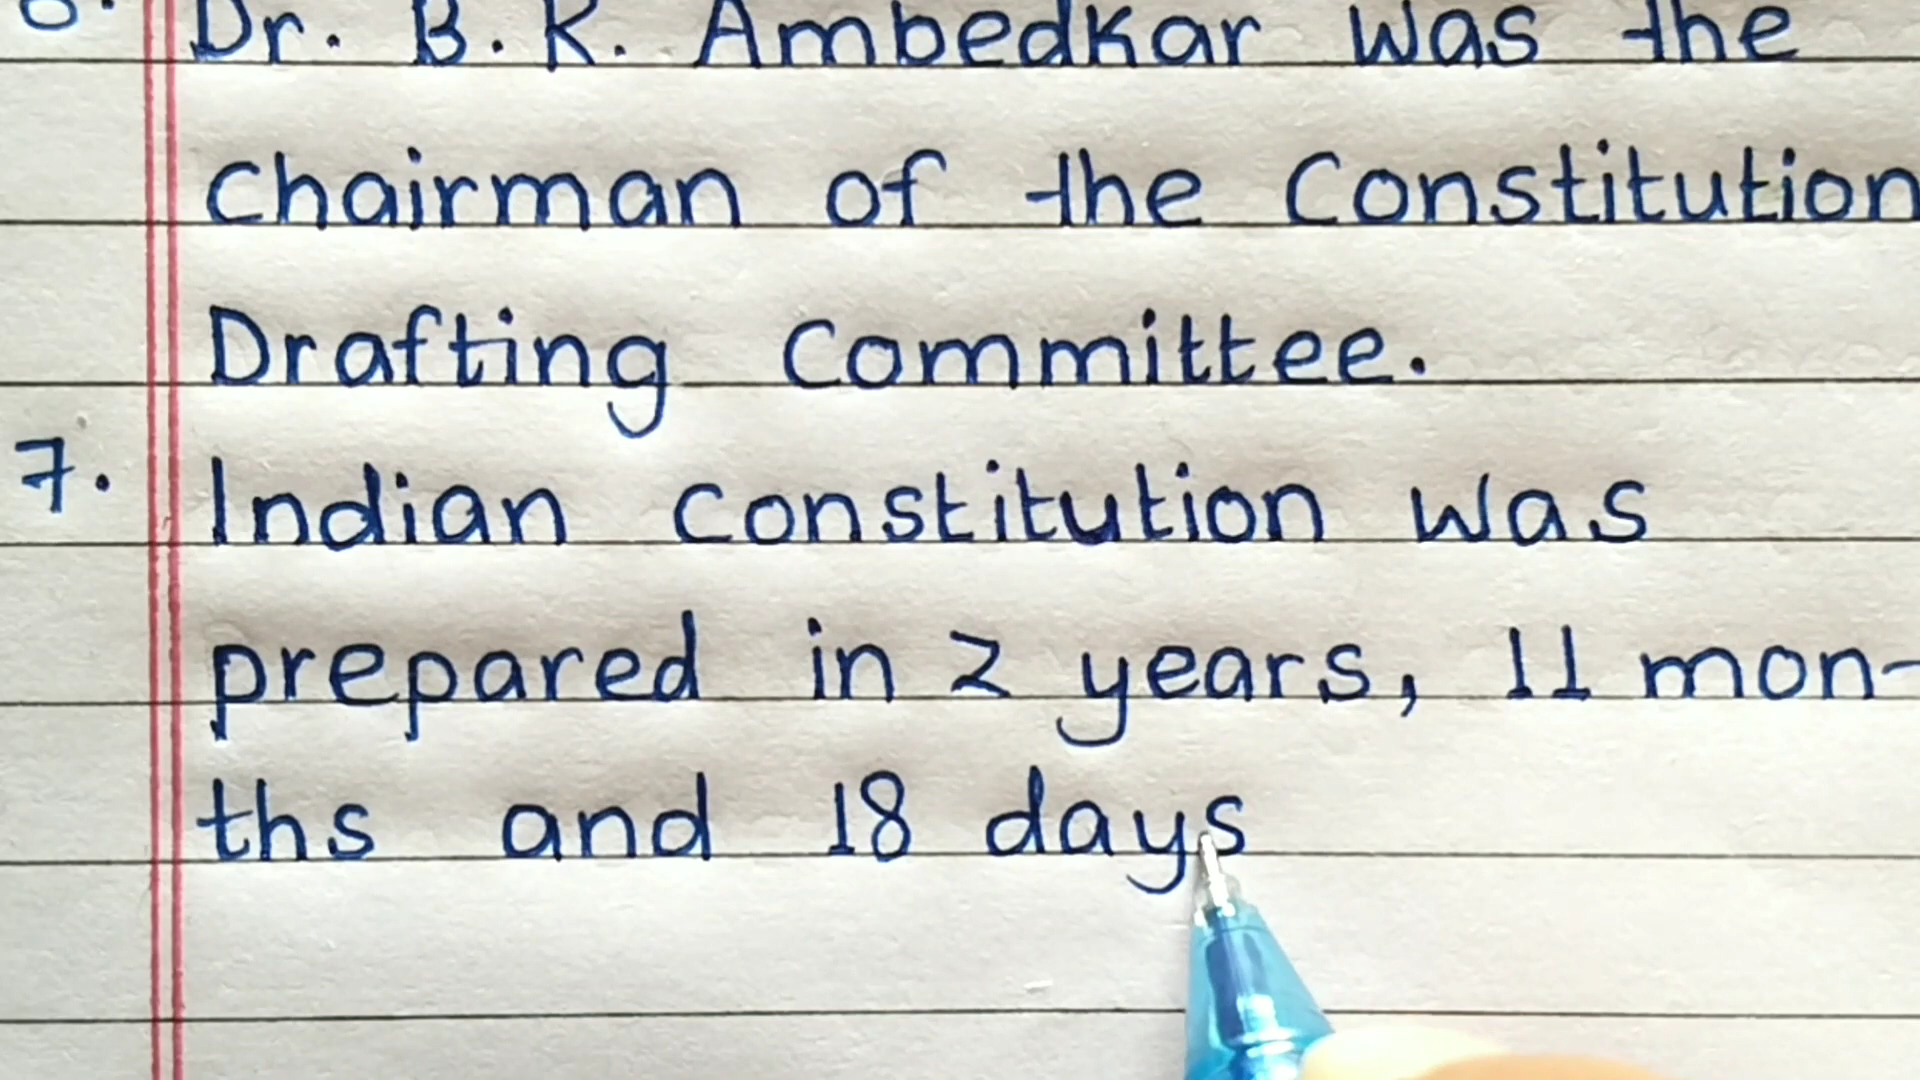 Dr. B. R. Ambedkar was the
chairman of the Constitution
Drafting Committee.
7. Indian constitution was
prepared in 2 years, 11 mon-
ths and 18 days